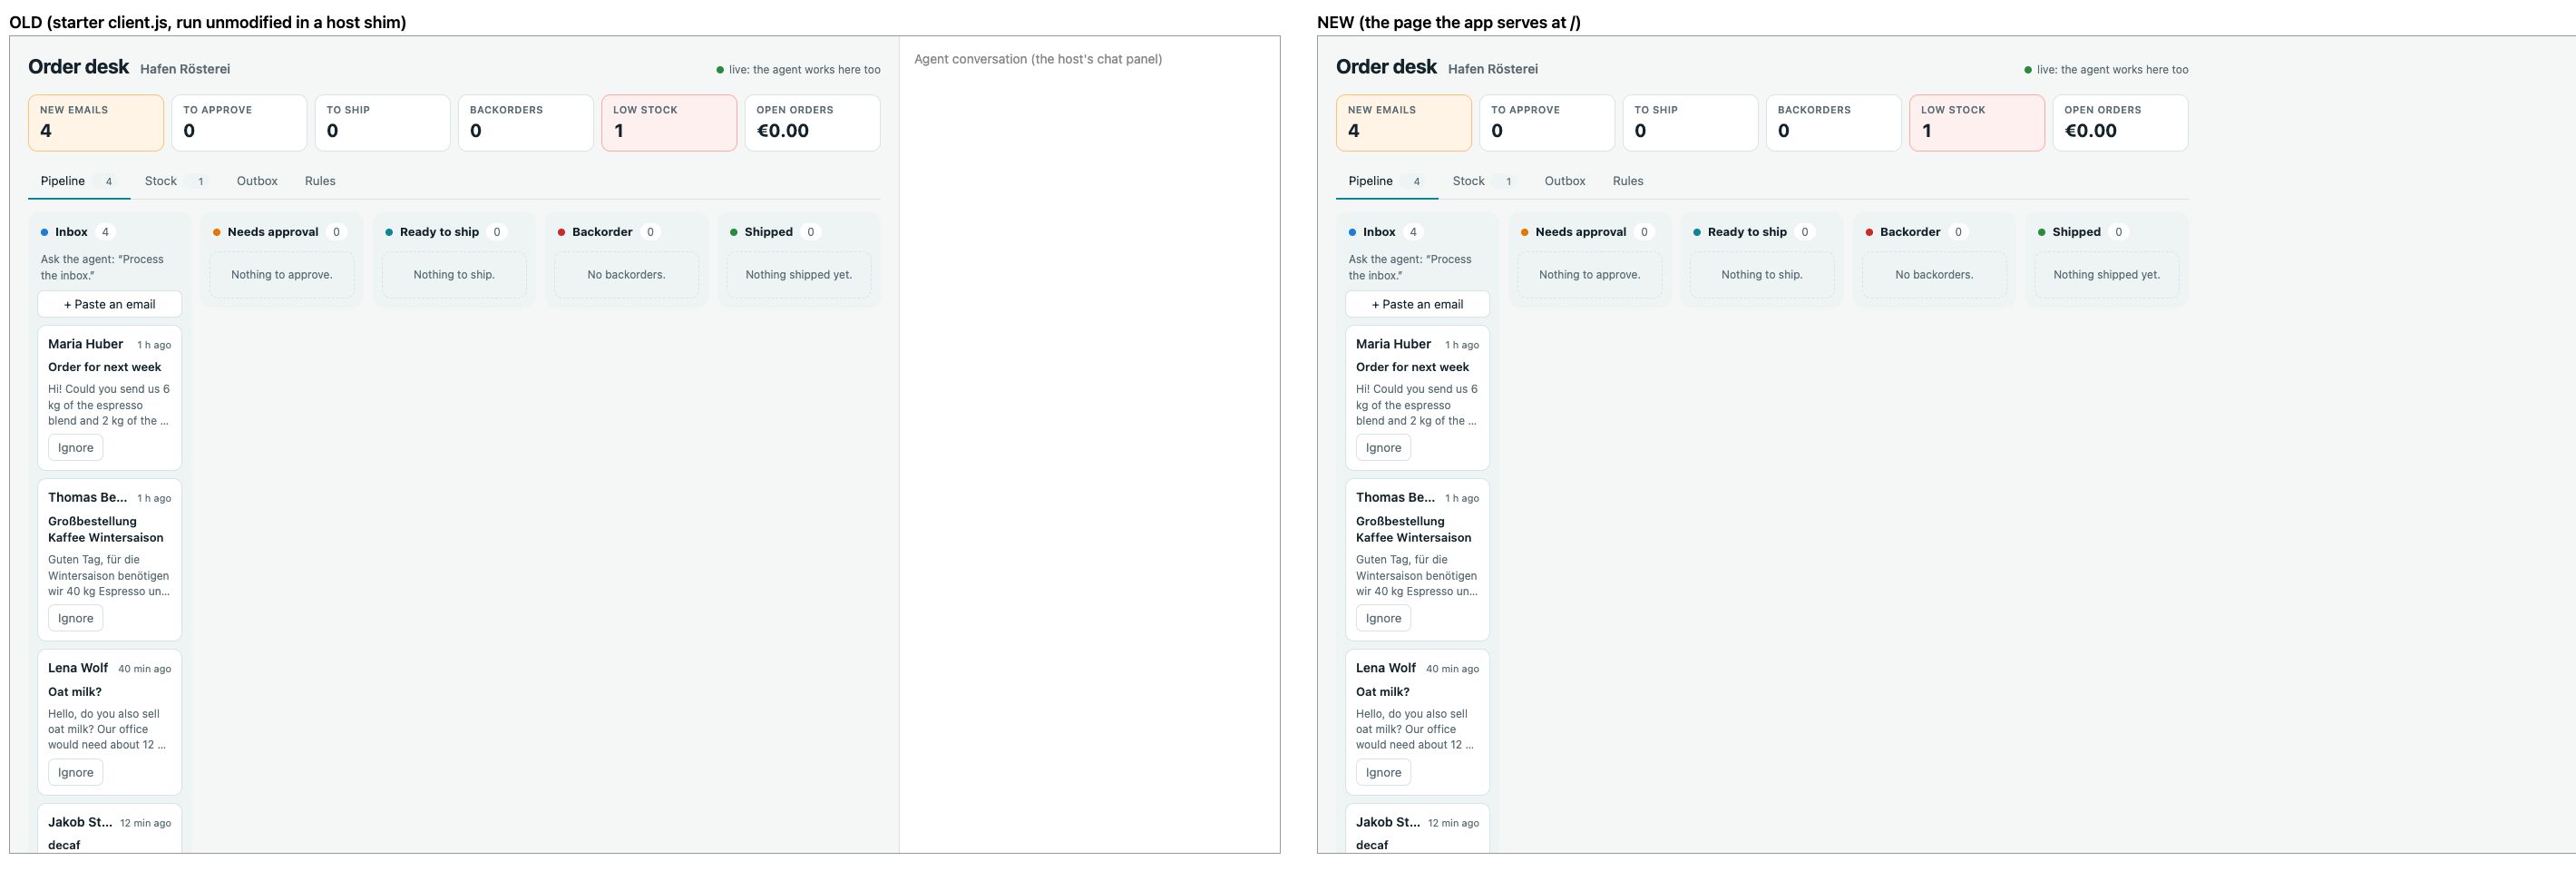 OLD (starter client.js, run unmodified in a host shim)
Order desk Hafen Rösterei
live: the agent works here too
NEW EMAILS
4
TO APPROVE
0
TO SHIP
0
BACKORDERS
0
LOW STOCK
1
OPEN ORDERS
€0.00
Pipeline 4 Stock 1 Outbox Rules
Inbox 4
Ask the agent: “Process
the inbox.”
+ Paste an email
Maria Huber 1 h ago
Order for next week
Hi! Could you send us 6
kg of the espresso
blend and 2 kg of the ...
Ignore
Thomas Be... 1 h ago
Großbestellung
Kaffee Wintersaison
Guten Tag, für die
Wintersaison benötigen
wir 40 kg Espresso un...
Ignore
Lena Wolf 40 min ago
Oat milk?
Hello, do you also sell
oat milk? Our office
would need about 12 ...
Ignore
Jakob St... 12 min ago
decaf
Needs approval 0
Nothing to approve.
Ready to ship 0
Nothing to ship.
Backorder 0
No backorders.
Shipped 0
Nothing shipped yet.
Agent conversation (the host's chat panel)
NEW (the page the app serves at /)
Order desk Hafen Rösterei
live: the agent works here too
NEW EMAILS
4
TO APPROVE
0
TO SHIP
0
BACKORDERS
0
LOW STOCK
1
OPEN ORDERS
€0.00
Pipeline 4 Stock 1 Outbox Rules
Inbox 4
Ask the agent: “Process
the inbox.”
+ Paste an email
Maria Huber 1 h ago
Order for next week
Hi! Could you send us 6
kg of the espresso
blend and 2 kg of the ...
Ignore
Thomas Be... 1 h ago
Großbestellung
Kaffee Wintersaison
Guten Tag, für die
Wintersaison benötigen
wir 40 kg Espresso un...
Ignore
Lena Wolf 40 min ago
Oat milk?
Hello, do you also sell
oat milk? Our office
would need about 12 ...
Ignore
Jakob St... 12 min ago
decaf
Needs approval 0
Nothing to approve.
Ready to ship 0
Nothing to ship.
Backorder 0
No backorders.
Shipped 0
Nothing shipped yet.